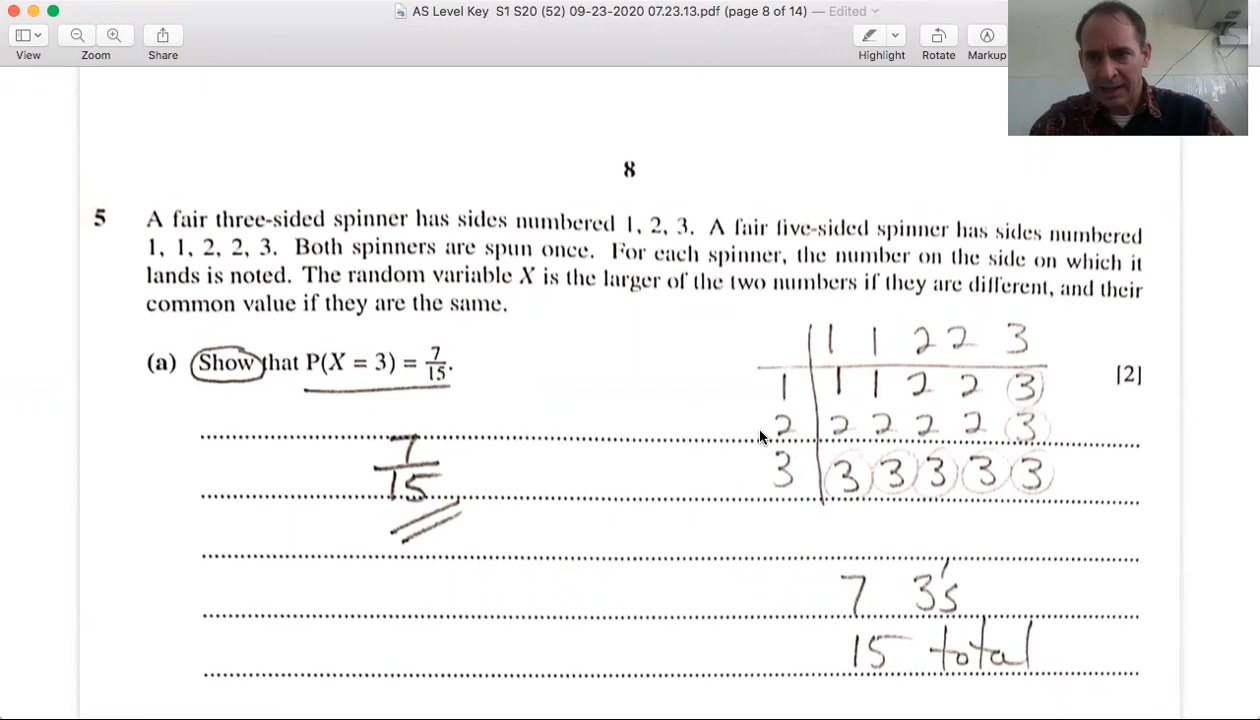 AS Level Key S1 S20 (52) 09-23-2020 07.23.13.pdf (page 8 of 14) — Edited
View Zoom Share Highlight Rotate Markup
8
5 A fair three-sided spinner has sides numbered 1, 2, 3. A fair five-sided spinner has sides numbered
1, 1, 2, 2, 3. Both spinners are spun once. For each spinner, the number on the side on which it
lands is noted. The random variable X is the larger of the two numbers if they are different, and their
common value if they are the same.
(a) Show that P(X = 3) = 7/15. [2]
1 1 2 2 3
1 1 1 2 2 3
2 2 2 2 2 3
3 3 3 3 3 3
7/15
7 3's
15 total